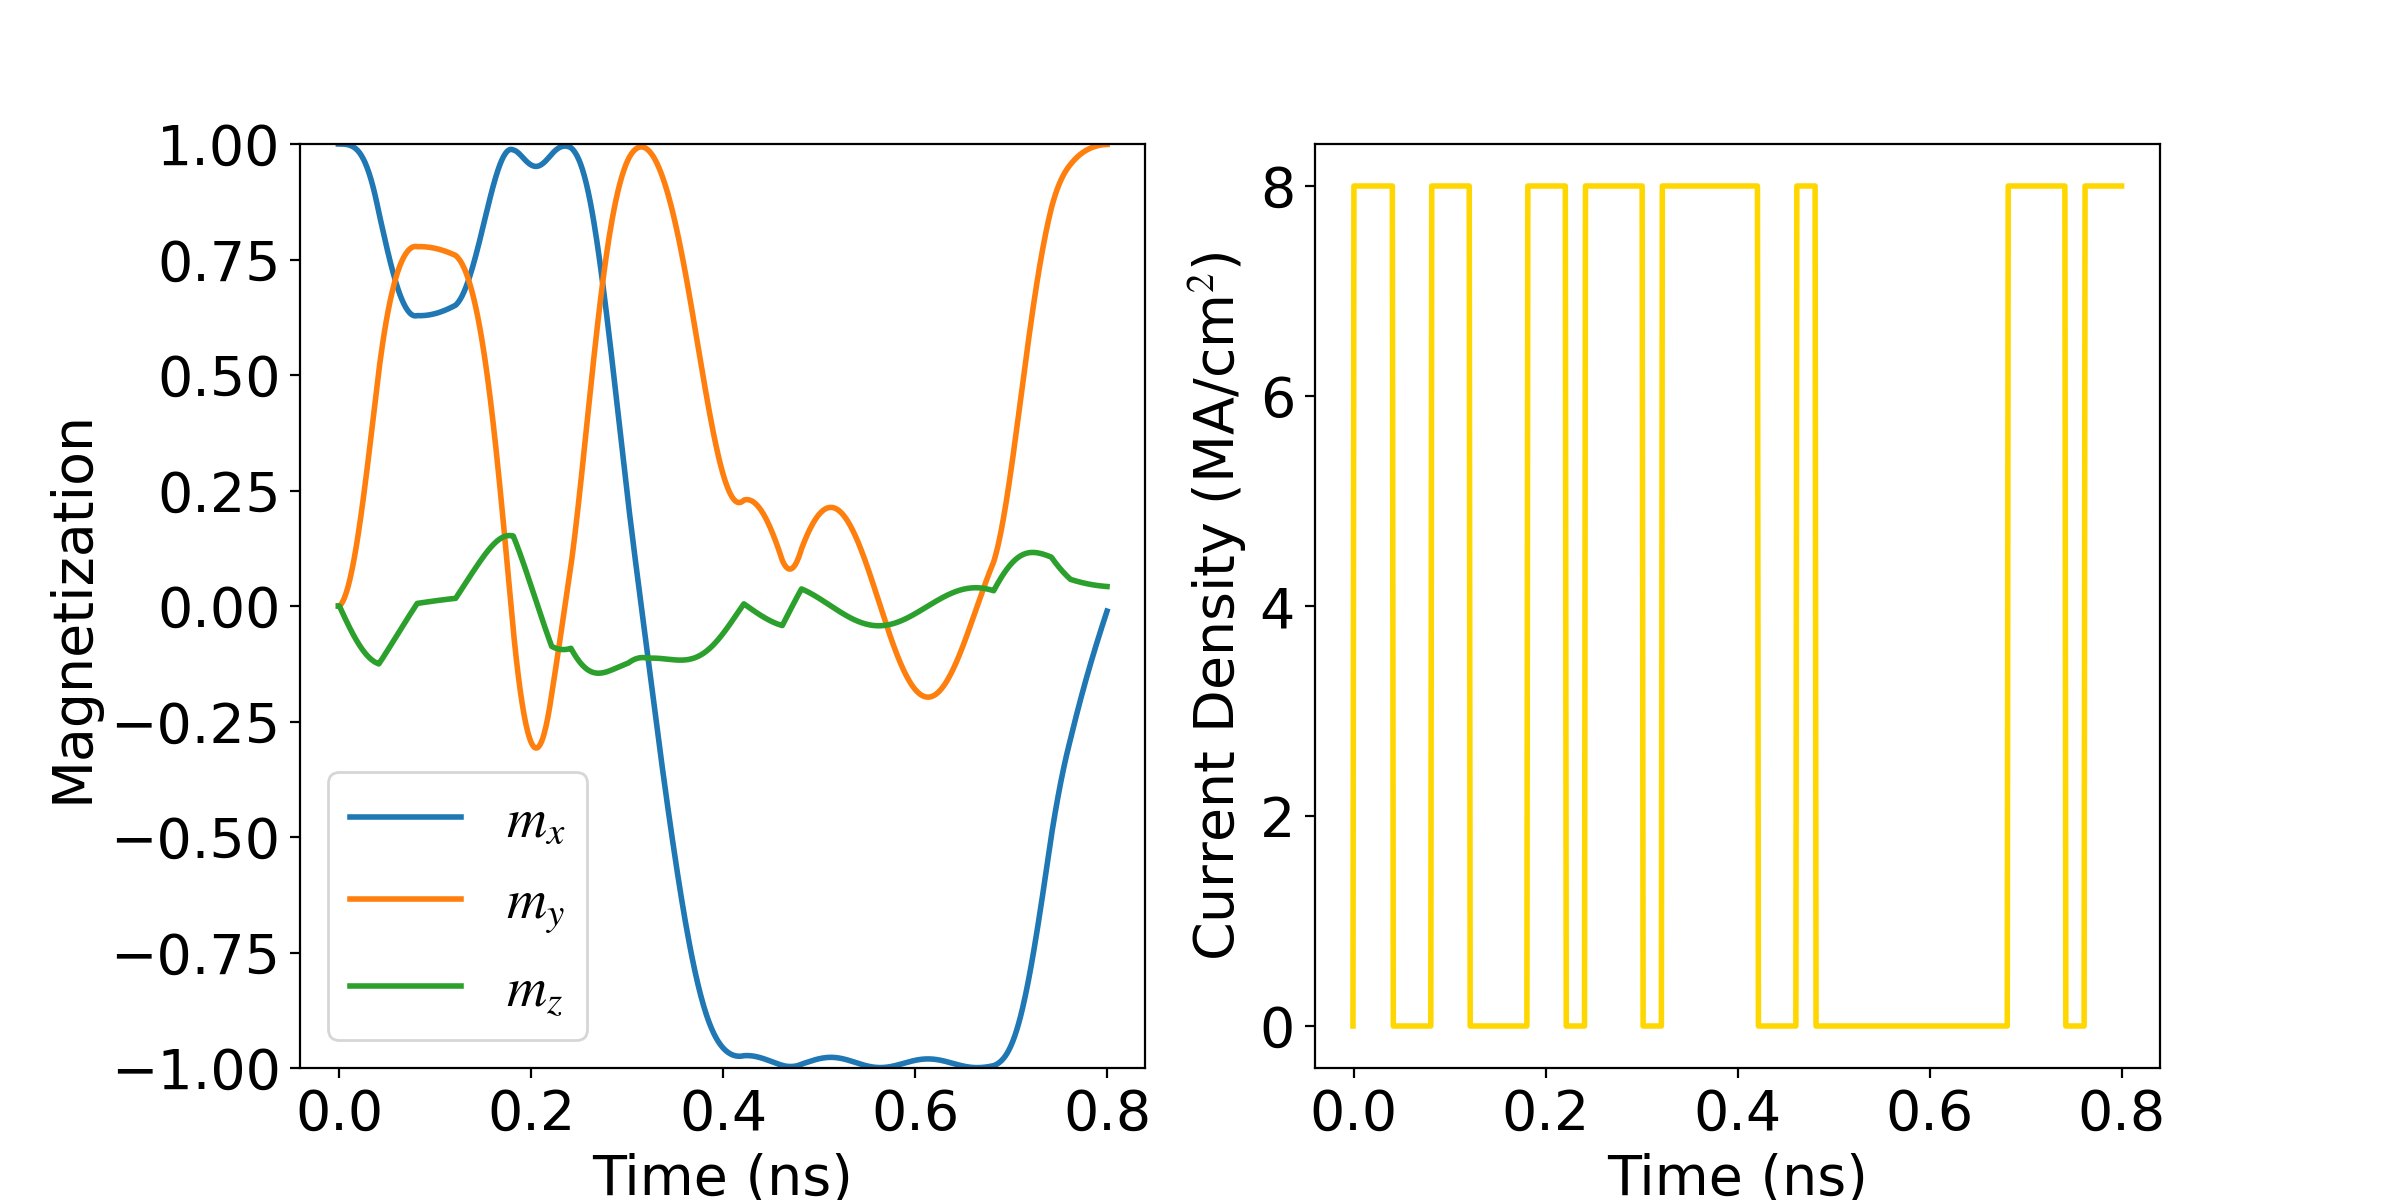 Magnetization
1.00
0.75
0.50
0.25
0.00
−0.25
−0.50
−0.75
−1.00
m_x
m_y
m_z
0.0 0.2 0.4 0.6 0.8
Time (ns)
Current Density (MA/cm²)
8
6
4
2
0
0.0 0.2 0.4 0.6 0.8
Time (ns)